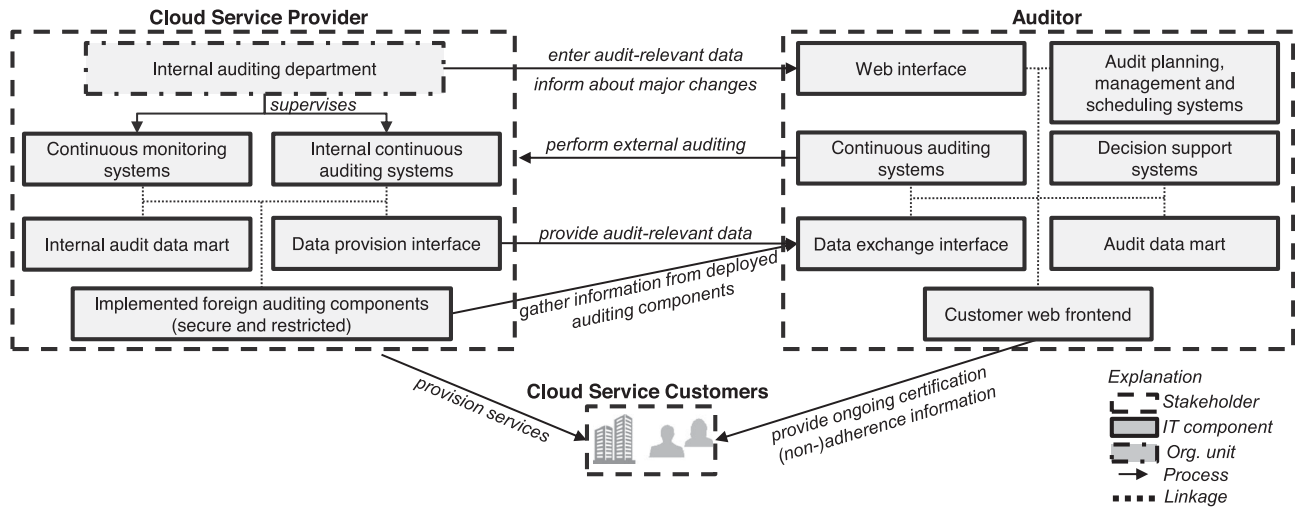 Cloud Service Provider
Auditor
Internal auditing department
enter audit-relevant data
inform about major changes
Web interface
Audit planning,
management and
scheduling systems
supervises
Continuous monitoring
systems
Internal continuous
auditing systems
perform external auditing
Continuous auditing
systems
Decision support
systems
Internal audit data mart
Data provision interface
provide audit-relevant data
Data exchange interface
Audit data mart
gather information from deployed
auditing components
Implemented foreign auditing components
(secure and restricted)
Customer web frontend
provision services
Cloud Service Customers
provide ongoing certification
(non-)adherence information
Explanation
Stakeholder
IT component
Org. unit
Process
Linkage